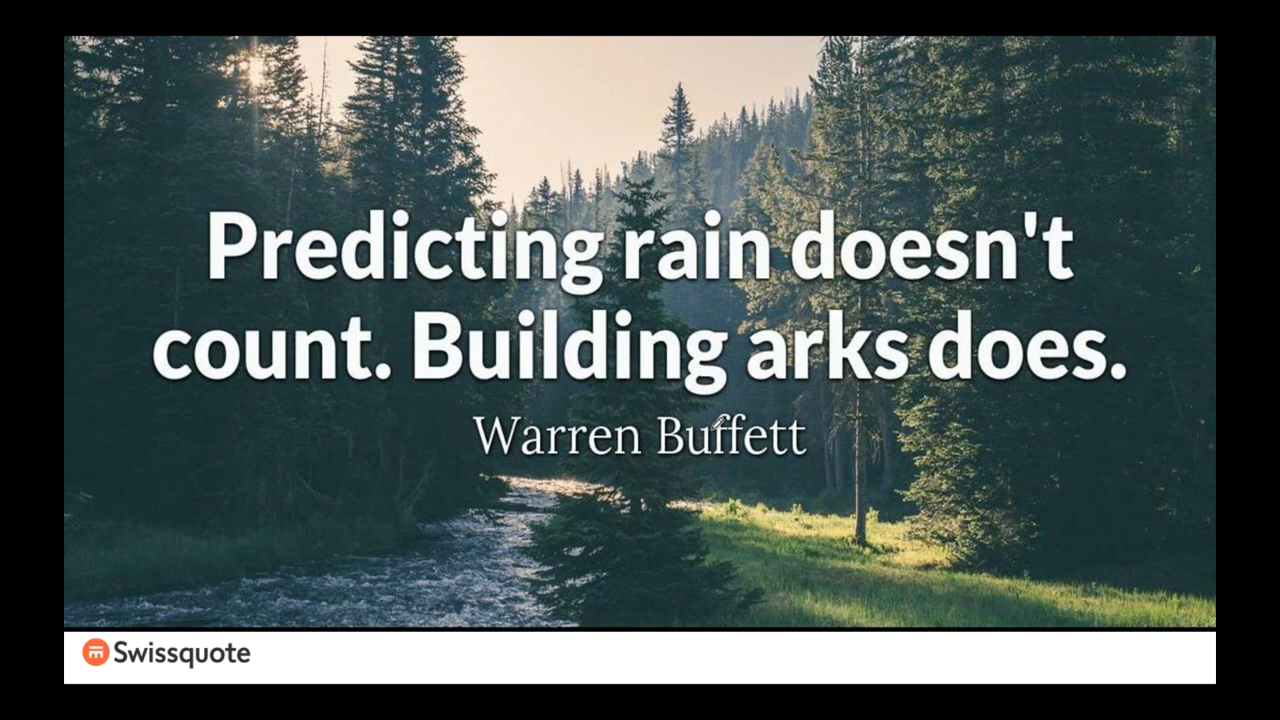 Predicting rain doesn't
count. Building arks does.
Warren Buffett
Swissquote